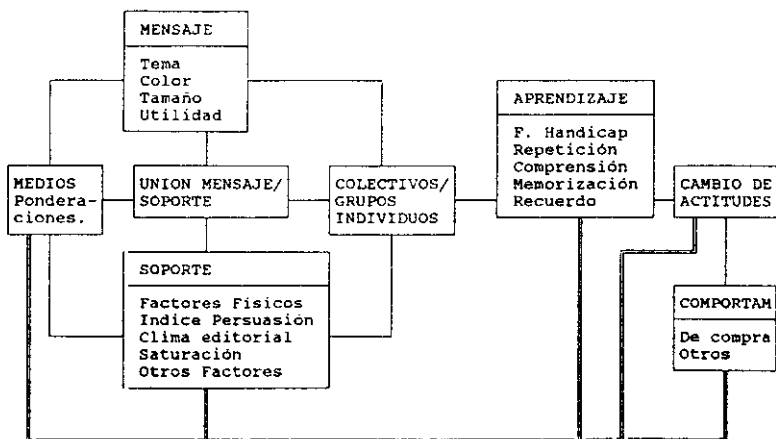 MENSAJE
Tema
Color
Tamaño
Utilidad
APRENDIZAJE
F. Handicap
Repetición
Comprensión
Memorización
Recuerdo
MEDIOS
Pondera-
ciones.
UNION MENSAJE/
SOPORTE
COLECTIVOS/
GRUPOS
INDIVIDUOS
CAMBIO DE
ACTITUDES
SOPORTE
Factores Fisicos
Indice Persuasión
Clima editorial
Saturación
Otros Factores
COMPORTAM
De compra
Otros